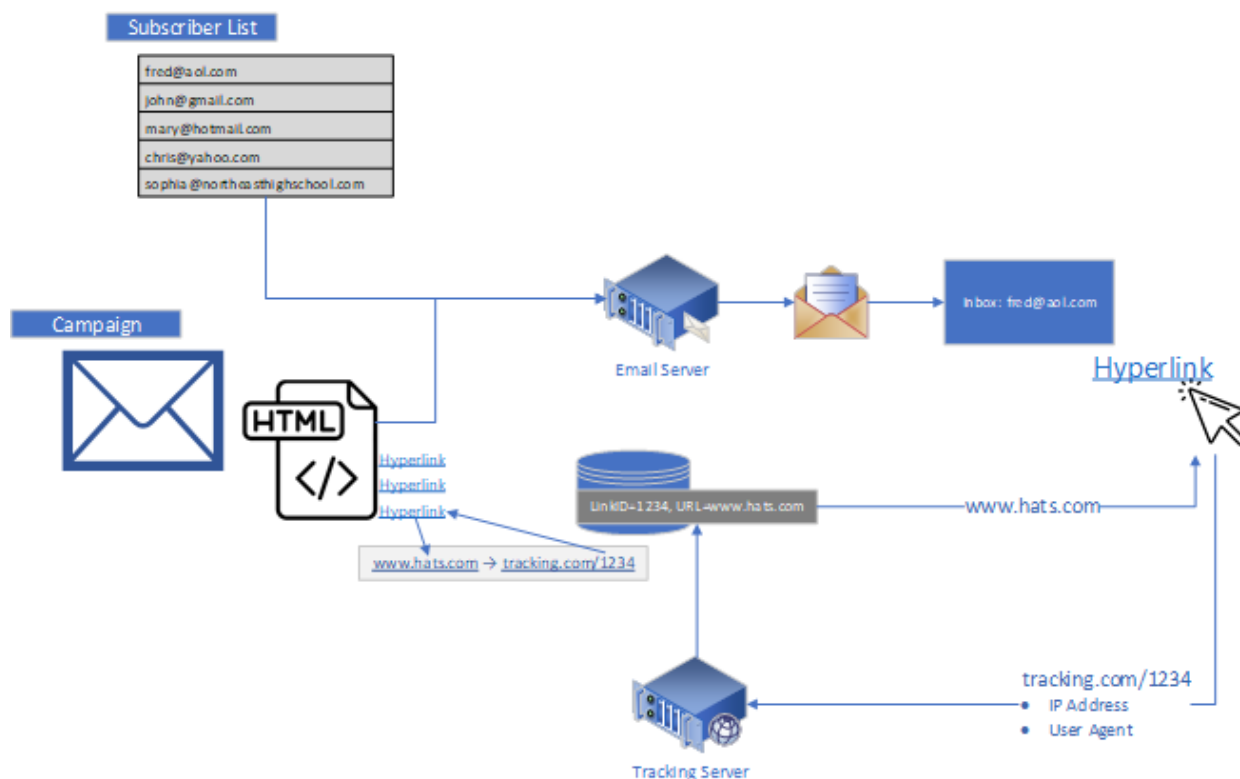 Subscriber List
fred@aol.com
john@gmail.com
mary@hotmail.com
chris@yahoo.com
sophia@northeasthighschool.com
Campaign
HTML
</>
Hyperlink
Hyperlink
Hyperlink
www.hats.com → tracking.com/1234
Email Server
Inbox: fred@aol.com
Hyperlink
LinkID=1234, URL=www.hats.com
www.hats.com
tracking.com/1234
• IP Address
• User Agent
Tracking Server